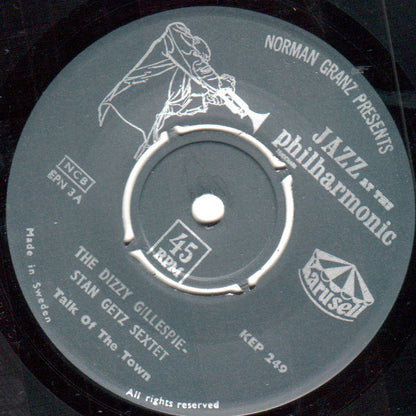 NORMAN GRANZ PRESENTS
JAZZ AT THE
philharmonic
NCB
EPN 3A
45
RPM
Karusell
KEP 249
THE DIZZY GILLESPIE-
STAN GETZ SEXTET
Talk Of The Town
Made in Sweden
All rights reserved